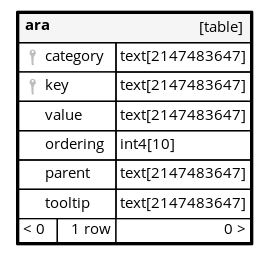 ara [table]
category text[2147483647]
key text[2147483647]
value text[2147483647]
ordering int4[10]
parent text[2147483647]
tooltip text[2147483647]
< 0 1 row 0 >